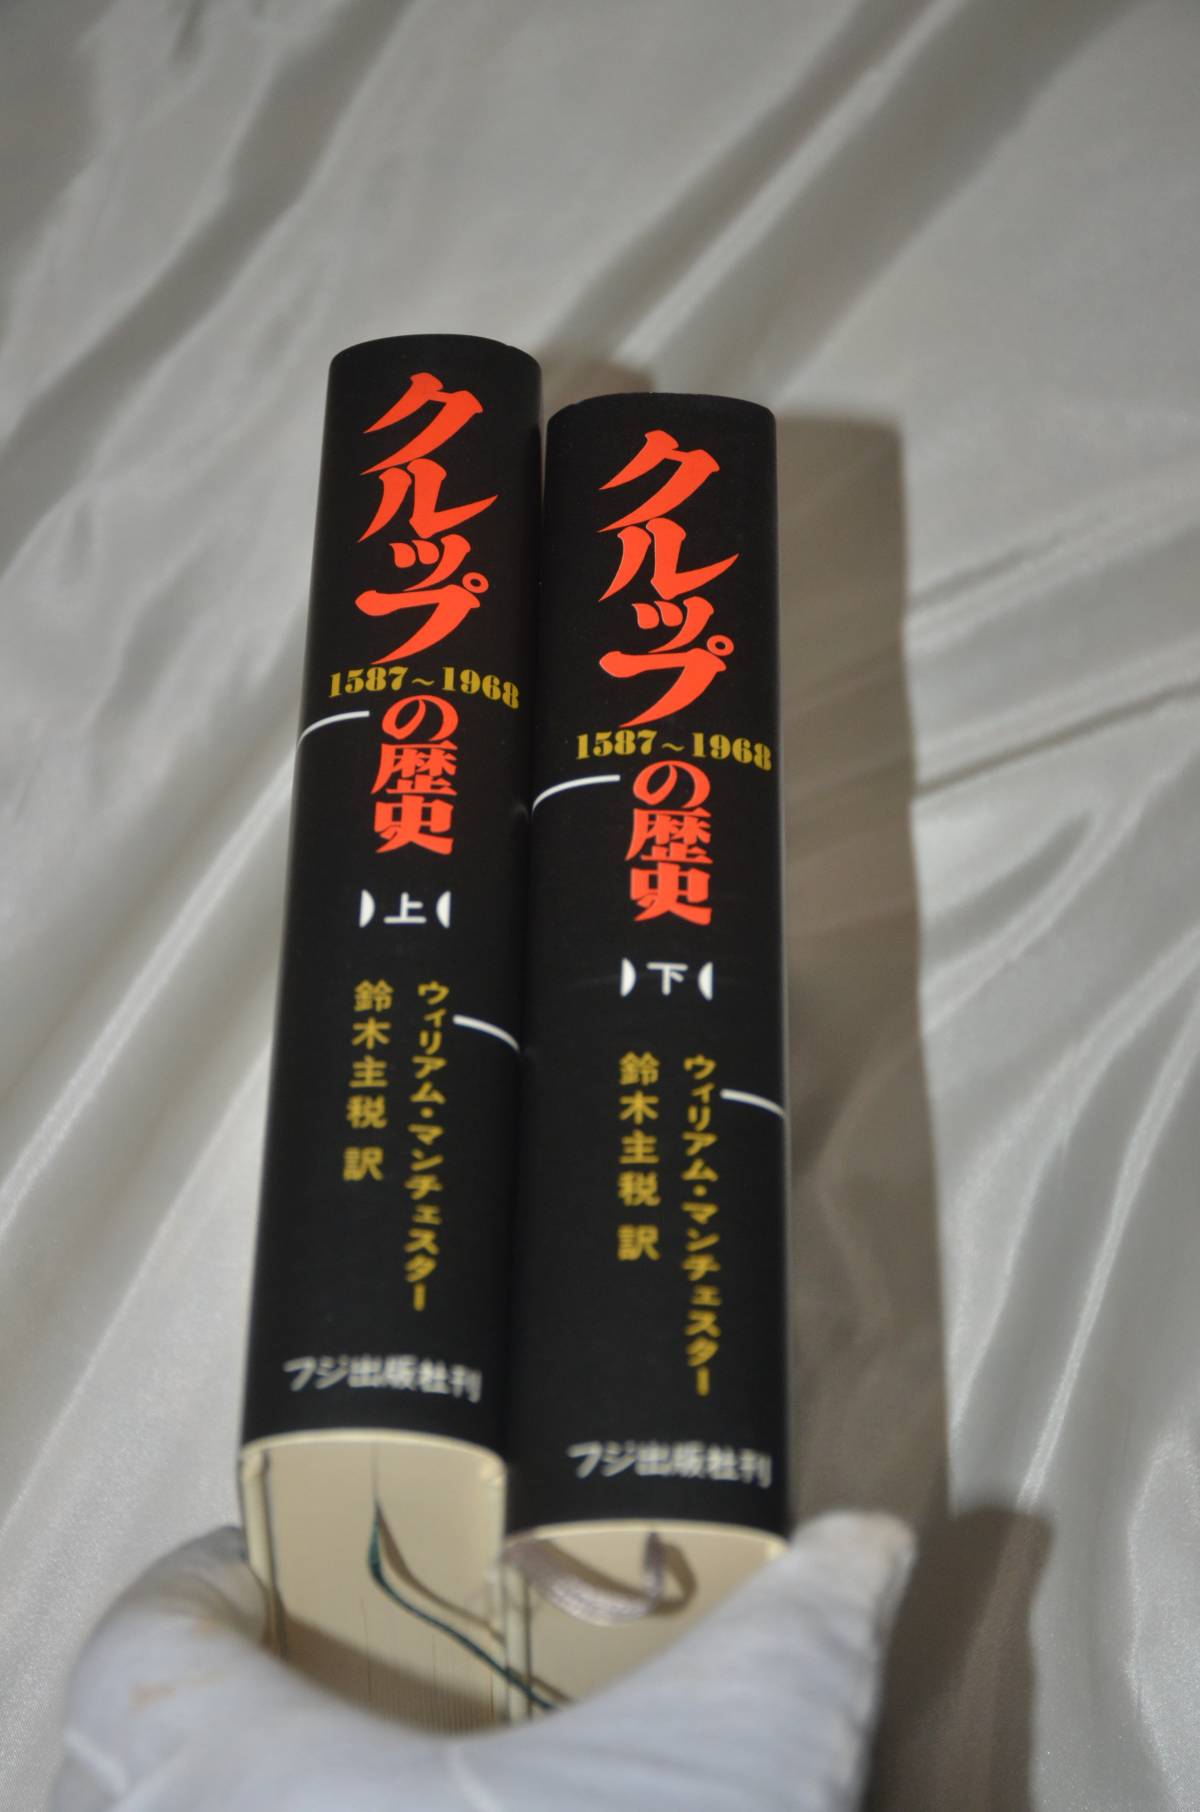 クルップ
1587~1968
の歴史
上
ウィリアム・マンチェスター
鈴木主税 訳
フジ出版社刊
クルップ
1587~1968
の歴史
下
ウィリアム・マンチェスター
鈴木主税 訳
フジ出版社刊